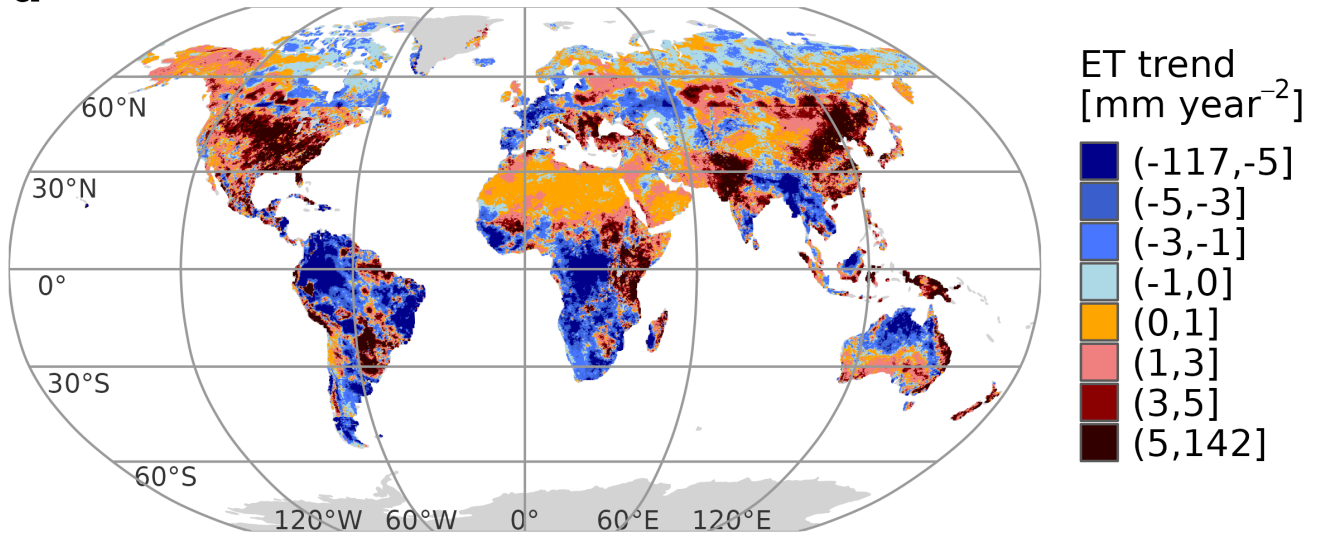 ET trend
[mm year⁻²]
(-117,-5]
(-5,-3]
(-3,-1]
(-1,0]
(0,1]
(1,3]
(3,5]
(5,142]
60°N
30°N
0°
30°S
60°S
120°W 60°W 0° 60°E 120°E